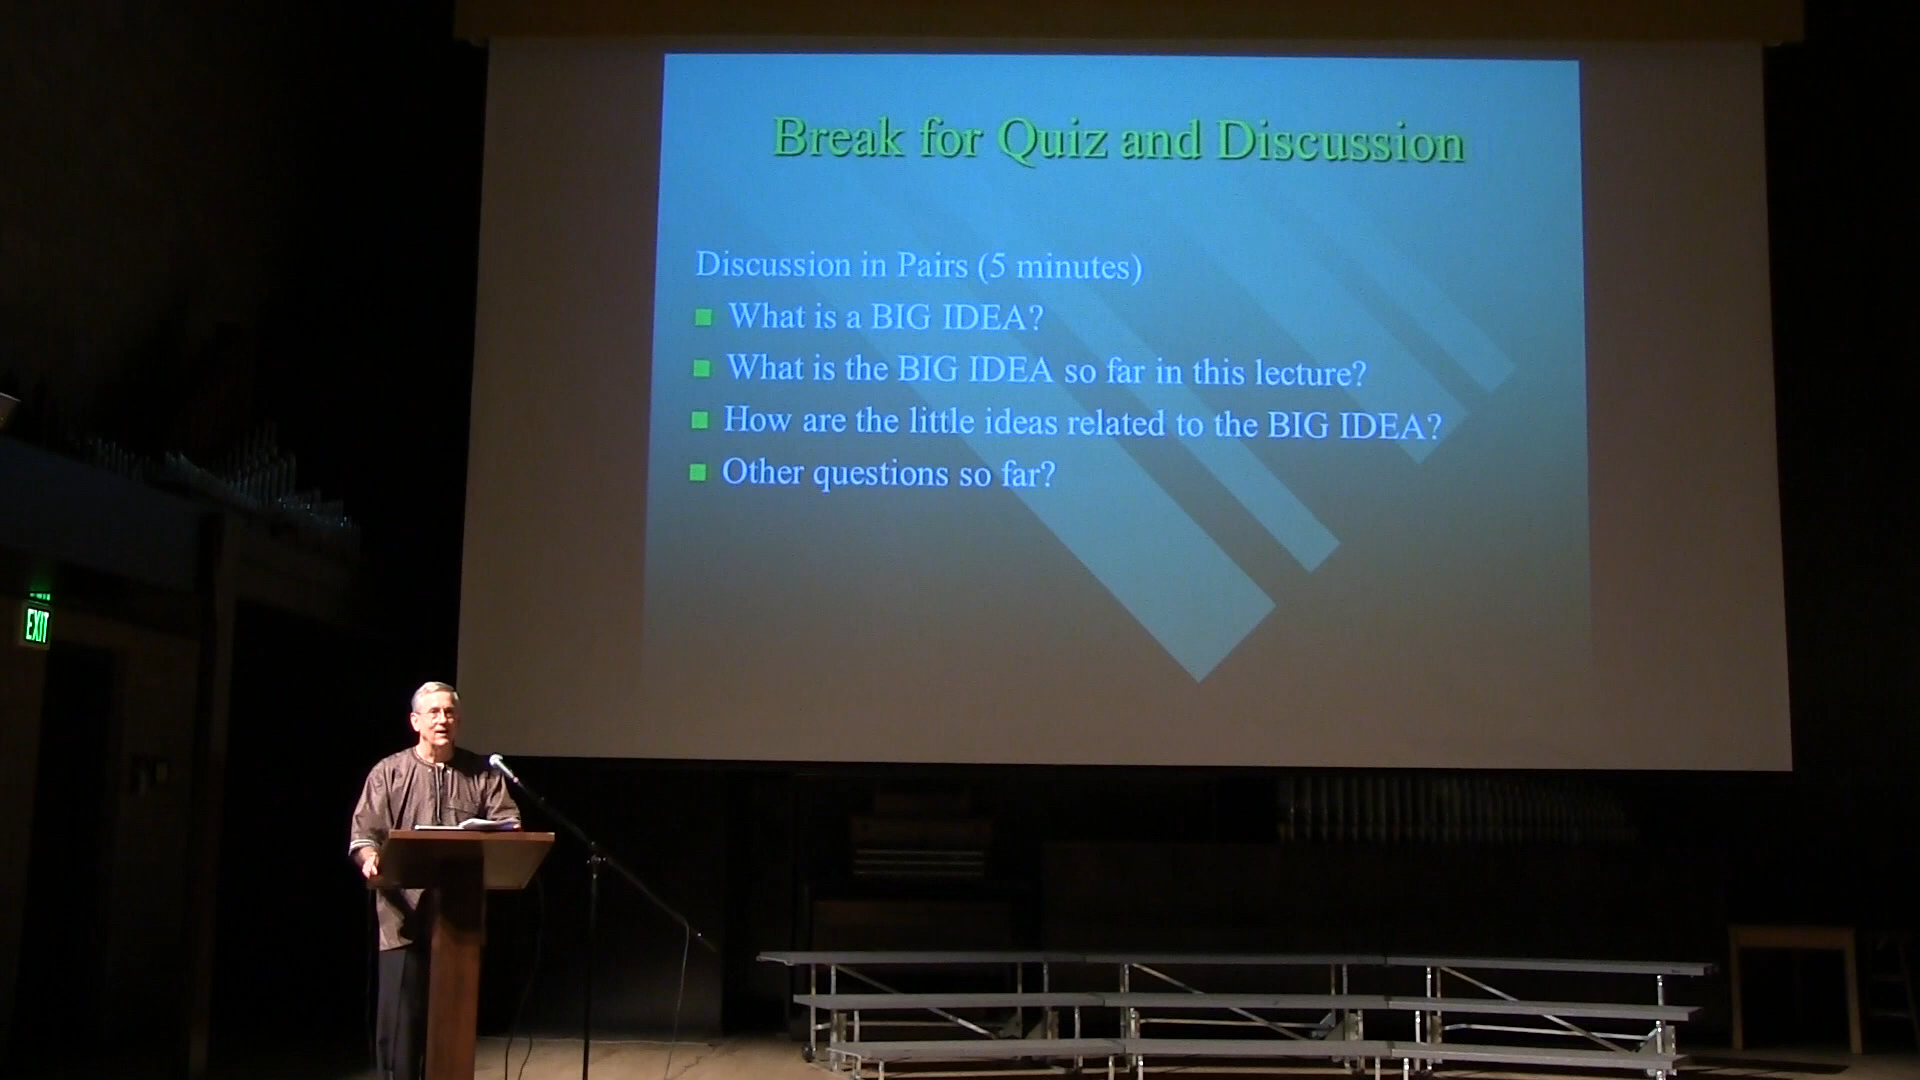 Break for Quiz and Discussion
Discussion in Pairs (5 minutes)
What is a BIG IDEA?
What is the BIG IDEA so far in this lecture?
How are the little ideas related to the BIG IDEA?
Other questions so far?
EXIT